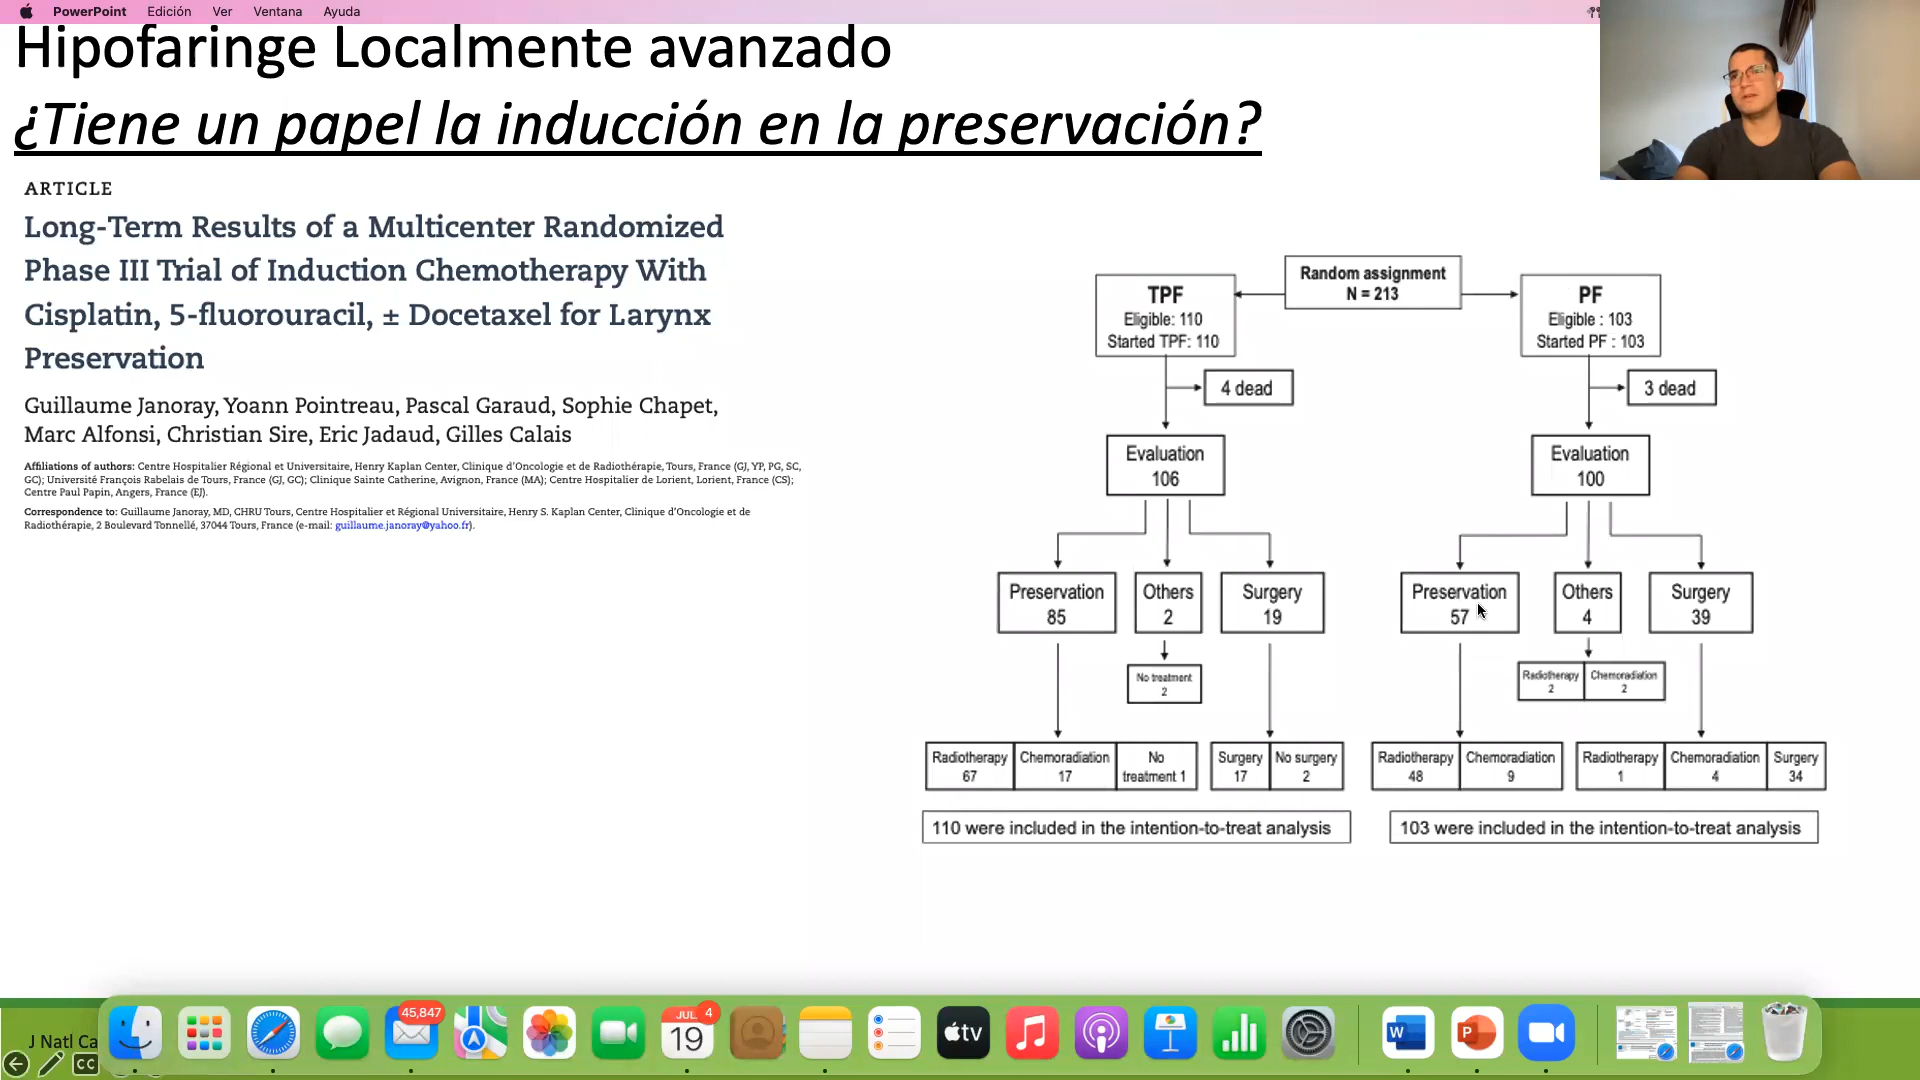 PowerPoint Edición Ver Ventana Ayuda
Hipofaringe Localmente avanzado
¿Tiene un papel la inducción en la preservación?
ARTICLE
Long-Term Results of a Multicenter Randomized
Phase III Trial of Induction Chemotherapy With
Cisplatin, 5-fluorouracil, ± Docetaxel for Larynx
Preservation
Guillaume Janoray, Yoann Pointreau, Pascal Garaud, Sophie Chapet,
Marc Alfonsi, Christian Sire, Eric Jadaud, Gilles Calais
Affiliations of authors: Centre Hospitalier Régional et Universitaire, Henry Kaplan Center, Clinique d'Oncologie et de Radiothérapie, Tours, France (GJ, YP, PG, SC,
GC); Université François Rabelais de Tours, France (GJ, GC); Clinique Sainte Catherine, Avignon, France (MA); Centre Hospitalier de Lorient, Lorient, France (CS);
Centre Paul Papin, Angers, France (EJ).
Correspondence to: Guillaume Janoray, MD, CHRU Tours, Centre Hospitalier et Régional Universitaire, Henry S. Kaplan Center, Clinique d'Oncologie et de
Radiothérapie, 2 Boulevard Tonnellé, 37044 Tours, France (e-mail: guillaume.janoray@yahoo.fr).
Random assignment
N = 213
TPF
Eligible: 110
Started TPF: 110
PF
Eligible : 103
Started PF : 103
4 dead
3 dead
Evaluation
106
Evaluation
100
Preservation
85
Others
2
Surgery
19
Preservation
57
Others
4
Surgery
39
No treatment
2
Radiotherapy
2
Chemoradiation
2
Radiotherapy
67
Chemoradiation
17
No
treatment 1
Surgery
17
No surgery
2
Radiotherapy
48
Chemoradiation
9
Radiotherapy
1
Chemoradiation
4
Surgery
34
110 were included in the intention-to-treat analysis
103 were included in the intention-to-treat analysis
J Natl Ca
CC
45,847
JUL 4
19
tv
W
P